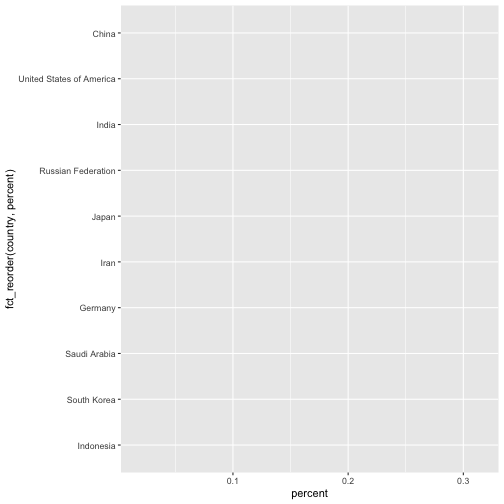 China
United States of America
India
Russian Federation
Japan
Iran
Germany
Saudi Arabia
South Korea
Indonesia
fct_reorder(country, percent)
0.1 0.2 0.3
percent